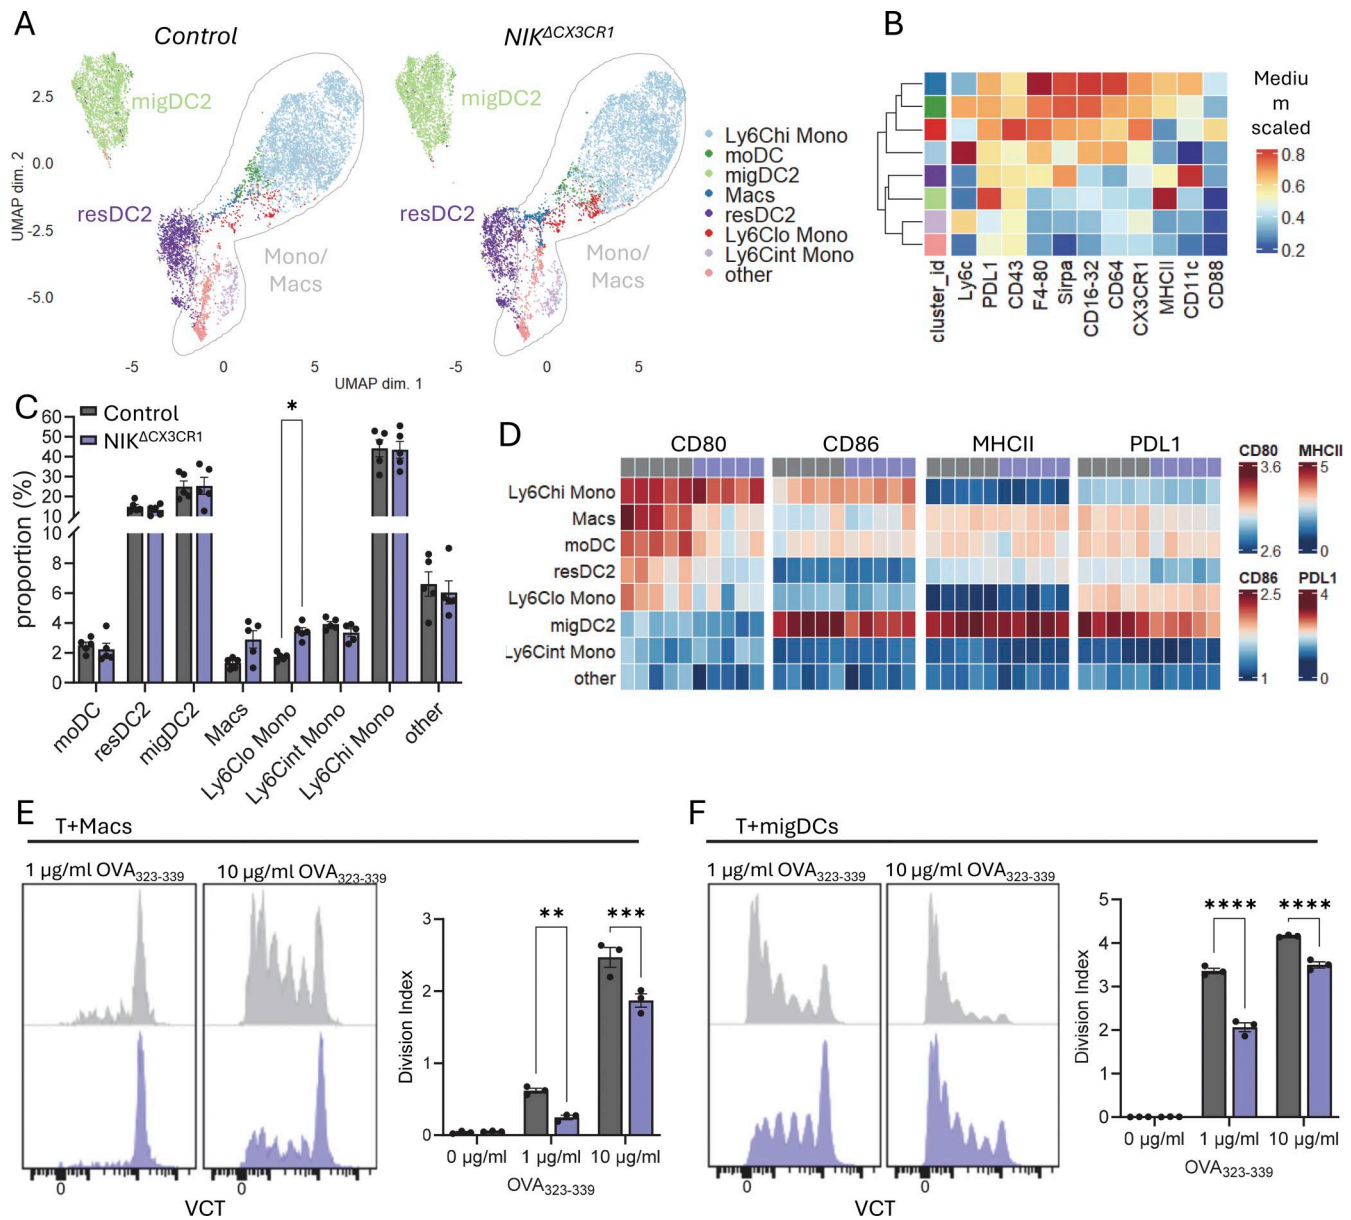 A
Control
NIK^ΔCX3CR1
migDC2
migDC2
resDC2
resDC2
Mono/
Macs
Mono/
Macs
UMAP dim. 2
2.5
0.0
-2.5
-5.0
-5
0
5
-5
0
5
UMAP dim. 1
Ly6Chi Mono
moDC
migDC2
Macs
resDC2
Ly6Clo Mono
Ly6Cint Mono
other
B
Mediu
m
scaled
0.8
0.6
0.4
0.2
cluster_id
Ly6c
PDL1
CD43
F4-80
Sirpa
CD16-32
CD64
CX3CR1
MHCII
CD11c
CD88
C
Control
NIK^ΔCX3CR1
*
proportion (%)
60
50
40
30
20
10
10
8
6
4
2
0
moDC
resDC2
migDC2
Macs
Ly6Clo Mono
Ly6Cint Mono
Ly6Chi Mono
other
D
CD80
CD86
MHCII
PDL1
Ly6Chi Mono
Macs
moDC
resDC2
Ly6Clo Mono
migDC2
Ly6Cint Mono
other
CD80 MHCII
3.6 5
2.6 0
CD86 PDL1
2.5 4
1 0
E
T+Macs
1 µg/ml OVA323-339
10 µg/ml OVA323-339
0
0
VCT
Division Index
3
2
1
0
**
***
0 µg/ml
1 µg/ml
10 µg/ml
OVA323-339
F
T+migDCs
1 µg/ml OVA323-339
10 µg/ml OVA323-339
0
0
VCT
Division Index
5
4
3
2
1
0
****
****
0 µg/ml
1 µg/ml
10 µg/ml
OVA323-339